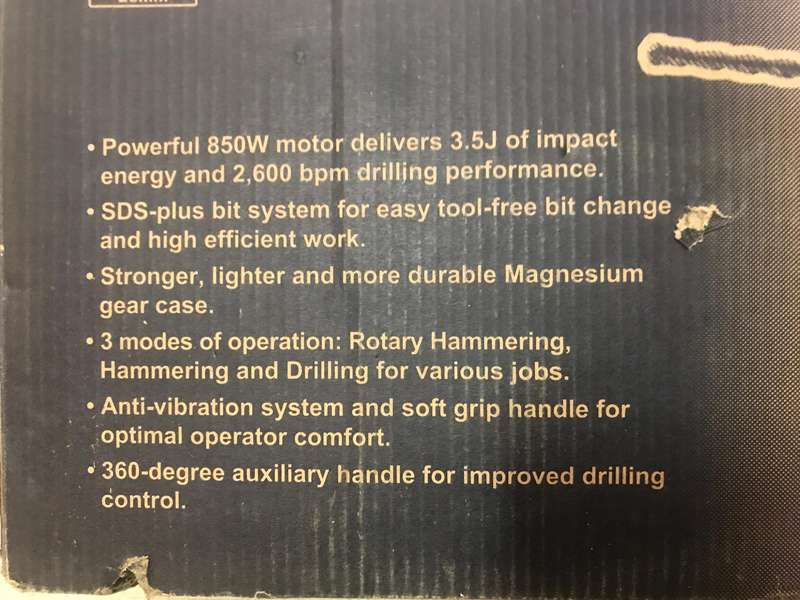 • Powerful 850W motor delivers 3.5J of impact
energy and 2,600 bpm drilling performance.
• SDS-plus bit system for easy tool-free bit change
and high efficient work.
• Stronger, lighter and more durable Magnesium
gear case.
• 3 modes of operation: Rotary Hammering,
Hammering and Drilling for various jobs.
• Anti-vibration system and soft grip handle for
optimal operator comfort.
• 360-degree auxiliary handle for improved drilling
control.